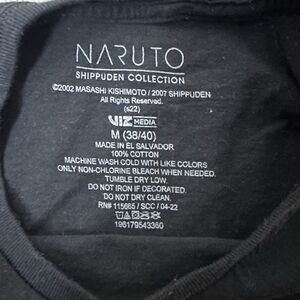 NARUTO
SHIPPUDEN COLLECTION
©2002 MASASHI KISHIMOTO / 2007 SHIPPUDEN
All Rights Reserved.
(s22)
VIZ MEDIA
M (38/40)
MADE IN EL SALVADOR
100% COTTON
MACHINE WASH COLD WITH LIKE COLORS
ONLY NON-CHLORINE BLEACH WHEN NEEDED.
TUMBLE DRY LOW.
DO NOT IRON IF DECORATED.
DO NOT DRY CLEAN.
RN# 115665 / SCC / 04-22
196179543360